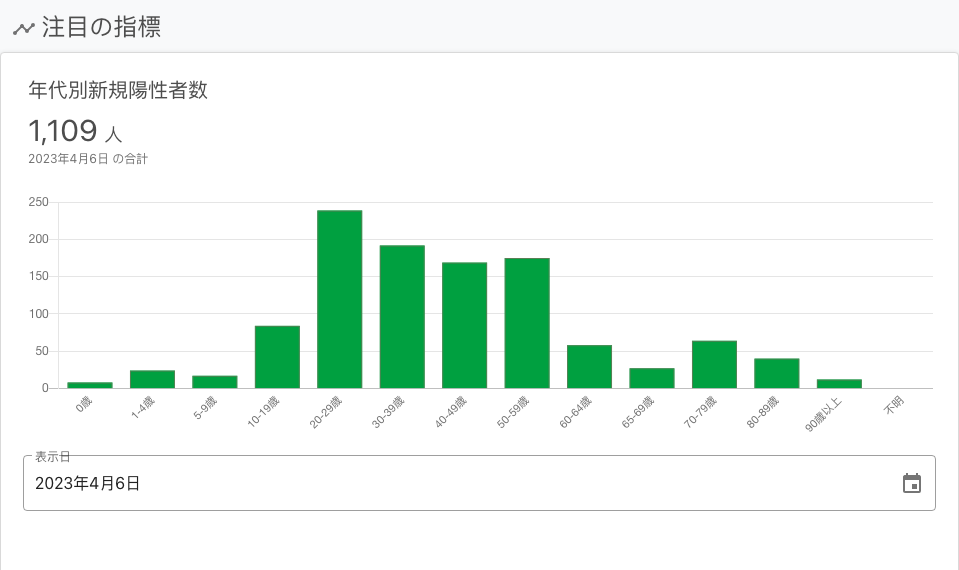 注目の指標
年代別新規陽性者数
1,109 人
2023年4月6日 の合計
250
200
150
100
50
0
0歳
1-4歳
5-9歳
10-19歳
20-29歳
30-39歳
40-49歳
50-59歳
60-64歳
65-69歳
70-79歳
80-89歳
90歳以上
不明
表示日
2023年4月6日